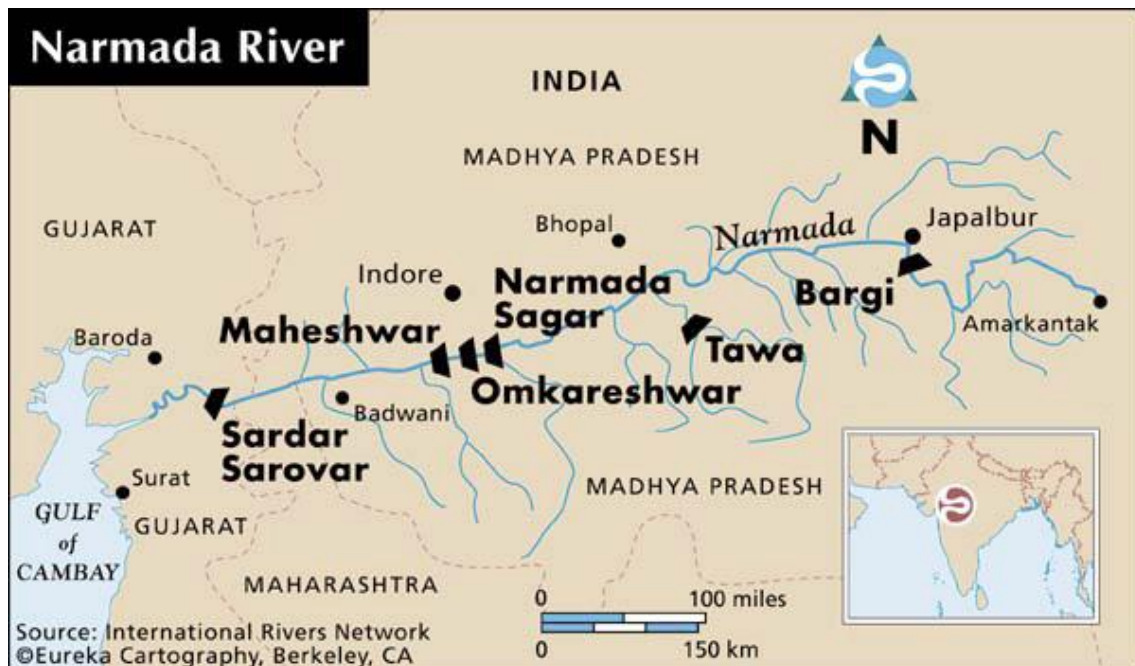 Narmada River
INDIA
N
MADHYA PRADESH
GUJARAT
Bhopal
Narmada
Japalbur
Indore
Narmada
Sagar
Bargi
Amarkantak
Baroda
Maheshwar
Tawa
Omkareshwar
Badwani
Sardar
Sarovar
Surat
MADHYA PRADESH
GULF
of
CAMBAY
GUJARAT
MAHARASHTRA
0 100 miles
0 150 km
Source: International Rivers Network
©Eureka Cartography, Berkeley, CA